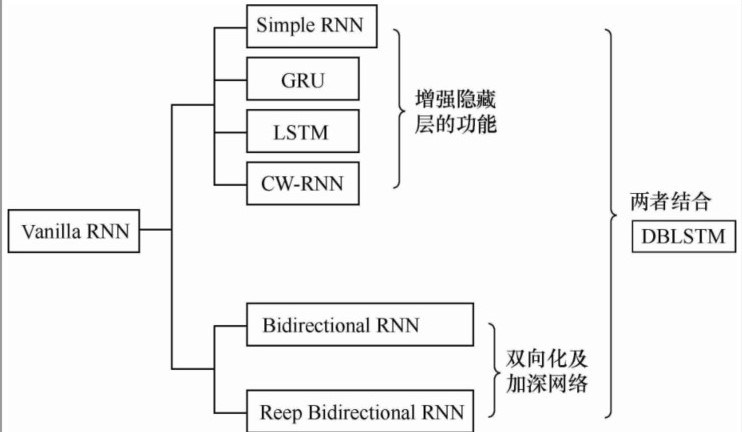 Simple RNN
GRU
LSTM
CW-RNN
增强隐藏
层的功能
Vanilla RNN
两者结合
DBLSTM
Bidirectional RNN
Reep Bidirectional RNN
双向化及
加深网络